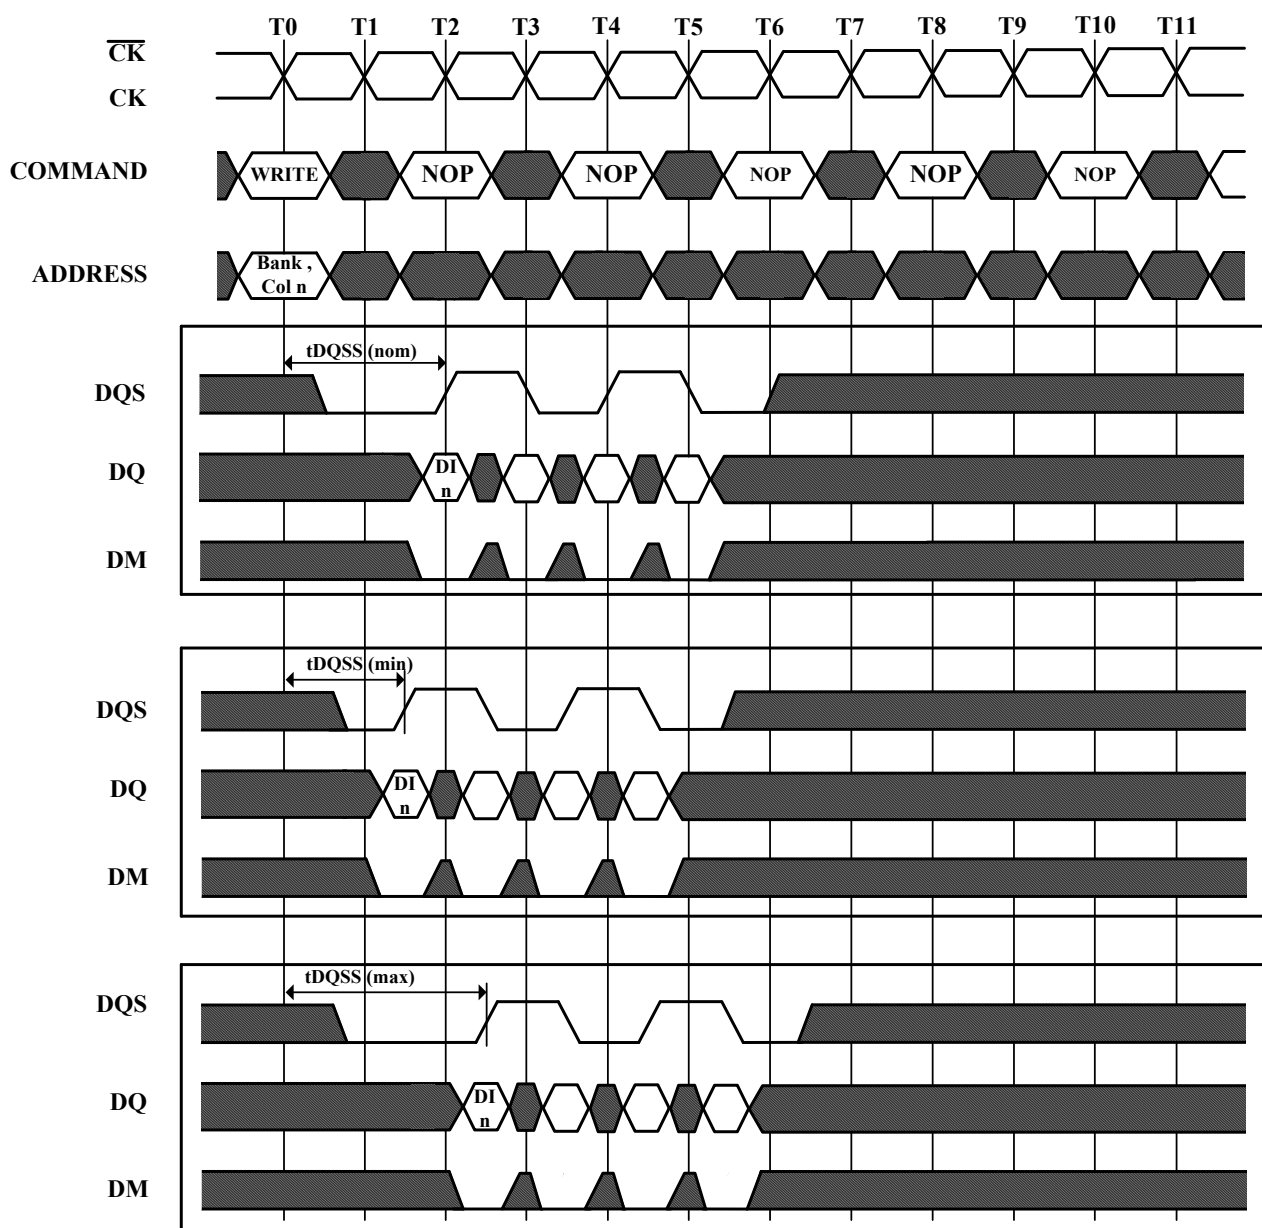 T0 T1 T2 T3 T4 T5 T6 T7 T8 T9 T10 T11
CK
CK
COMMAND WRITE NOP NOP NOP NOP NOP
ADDRESS Bank ,
Col n
tDQSS (nom)
DQS
DQ DI
n
DM
tDQSS (min)
DQS
DQ DI
n
DM
tDQSS (max)
DQS
DQ DI
n
DM